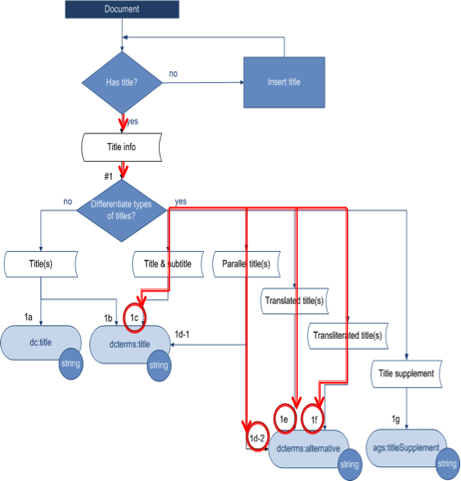 Document
Has title?
no
Insert title
yes
Title info
#1
no
Differentiate types
of titles?
yes
Title(s)
Title & subtitle
Parallel title(s)
Translated title(s)
Transliterated title(s)
Title supplement
1a
1b
1c
1d-1
dc:title
string
dcterms:title
string
1d-2
1e
1f
1g
dcterms:alternative
string
ags:titleSupplement
string